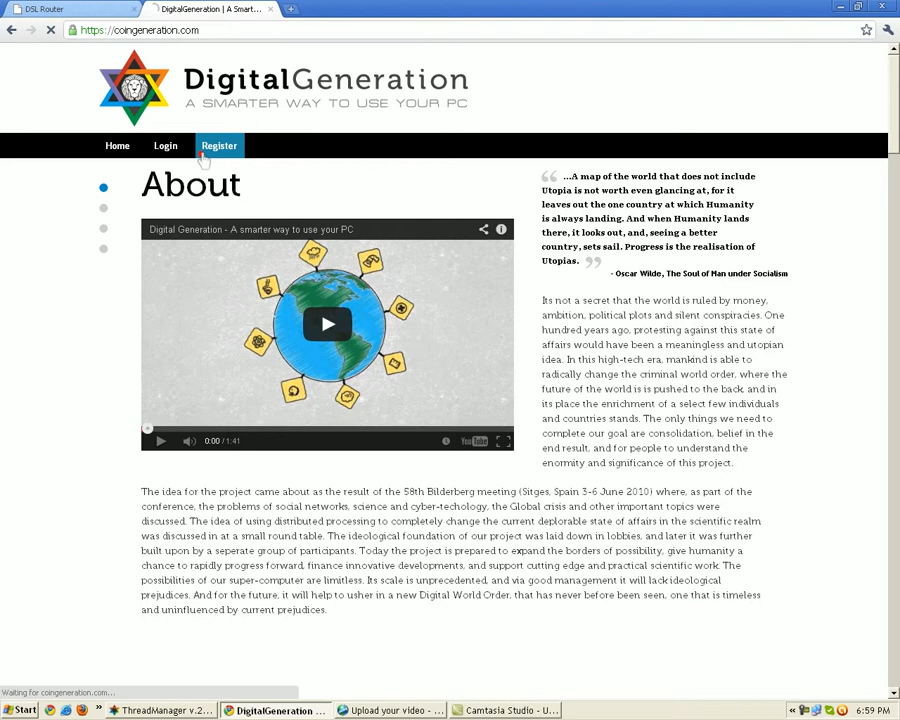 DSL Router
DigitalGeneration | A Smart...
https://coingeneration.com
DigitalGeneration
A SMARTER WAY TO USE YOUR PC
Home Login Register
About
Digital Generation - A smarter way to use your PC
0:00 / 1:41
YouTube
“ ...A map of the world that does not include
Utopia is not worth even glancing at, for it
leaves out the one country at which Humanity
is always landing. And when Humanity lands
there, it looks out, and, seeing a better
country, sets sail. Progress is the realisation of
Utopias. ”
- Oscar Wilde, The Soul of Man under Socialism
Its not a secret that the world is ruled by money,
ambition, political plots and silent conspiracies. One
hundred years ago, protesting against this state of
affairs would have been a meaningless and utopian
idea. In this high-tech era, mankind is able to
radically change the criminal world order, where the
future of the world is is pushed to the back, and in
its place the enrichment of a select few individuals
and countries stands. The only things we need to
complete our goal are consolidation, belief in the
end result, and for people to understand the
enormity and significance of this project.
The idea for the project came about as the result of the 58th Bilderberg meeting (Sitges, Spain 3-6 June 2010) where, as part of the
conference, the problems of social networks, science and cyber-techology, the Global crisis and other important topics were
discussed. The idea of using distributed processing to completely change the current deplorable state of affairs in the scientific realm
was discussed in at a small round table. The ideological foundation of our project was laid down in lobbies, and later it was further
built upon by a seperate group of participants. Today the project is prepared to expand the borders of possibility, give humanity a
chance to rapidly progress forward, finance innovative developments, and support cutting edge and practical scientific work. The
possibilities of our super-computer are limitless. Its scale is unprecedented, and via good management it will lack ideological
prejudices. And for the future, it will help to usher in a new Digital World Order, that has never before been seen, one that is timeless
and uninfluenced by current prejudices.
Waiting for coingeneration.com...
Start
ThreadManager v.2...
DigitalGeneration ...
Upload your video - ...
Camtasia Studio - U...
6:59 PM